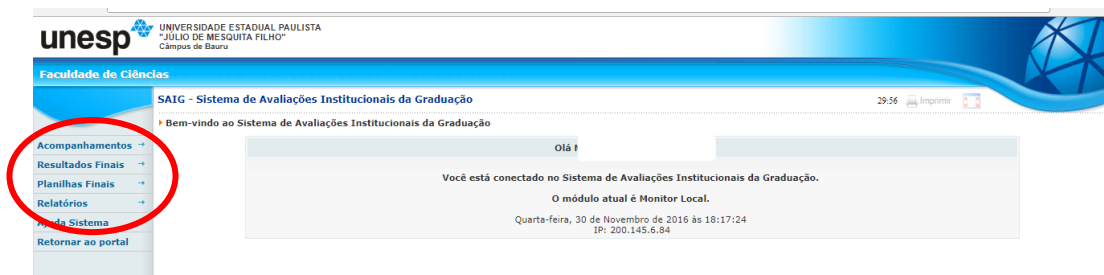 unesp
UNIVERSIDADE ESTADUAL PAULISTA
"JÚLIO DE MESQUITA FILHO"
Câmpus de Bauru
Faculdade de Ciências
SAIG - Sistema de Avaliações Institucionais da Graduação
29:56 Imprimir
Bem-vindo ao Sistema de Avaliações Institucionais da Graduação
Acompanhamentos
Resultados Finais
Planilhas Finais
Relatórios
Ajuda Sistema
Retornar ao portal
Olá
Você está conectado no Sistema de Avaliações Institucionais da Graduação.
O módulo atual é Monitor Local.
Quarta-feira, 30 de Novembro de 2016 às 18:17:24
IP: 200.145.6.84